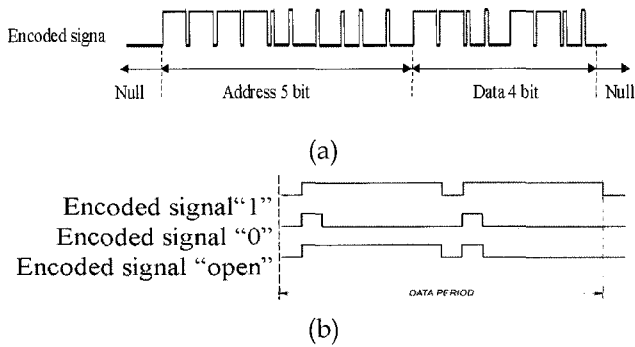 Encoded signa
Null
Address 5 bit
Data 4 bit
Null
(a)
Encoded signal“1”
Encoded signal “0”
Encoded signal “open”
DATA PERIOD
(b)